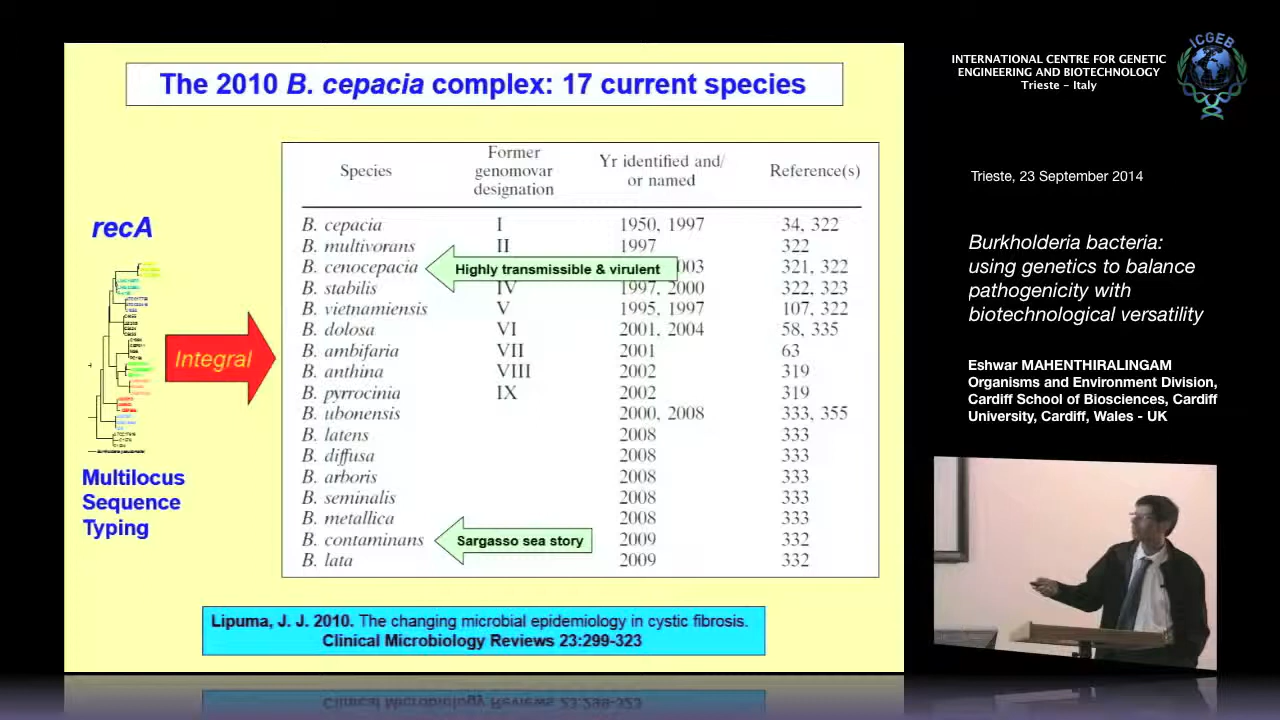 The 2010 B. cepacia complex: 17 current species
recA
Integral
Multilocus
Sequence
Typing
Species
Former
genomovar
designation
Yr identified and/
or named
Reference(s)
B. cepacia I 1950, 1997 34, 322
B. multivorans II 1997 322
B. cenocepacia Highly transmissible & virulent 003 321, 322
B. stabilis IV 1997, 2000 322, 323
B. vietnamiensis V 1995, 1997 107, 322
B. dolosa VI 2001, 2004 58, 335
B. ambifaria VII 2001 63
B. anthina VIII 2002 319
B. pyrrocinia IX 2002 319
B. ubonensis 2000, 2008 333, 355
B. latens 2008 333
B. diffusa 2008 333
B. arboris 2008 333
B. seminalis 2008 333
B. metallica 2008 333
B. contaminans Sargasso sea story 2009 332
B. lata 2009 332
Lipuma, J. J. 2010. The changing microbial epidemiology in cystic fibrosis.
Clinical Microbiology Reviews 23:299-323
INTERNATIONAL CENTRE FOR GENETIC
ENGINEERING AND BIOTECHNOLOGY
Trieste - Italy
ICGEB
Trieste, 23 September 2014
Burkholderia bacteria:
using genetics to balance
pathogenicity with
biotechnological versatility
Eshwar MAHENTHIRALINGAM
Organisms and Environment Division,
Cardiff School of Biosciences, Cardiff
University, Cardiff, Wales - UK